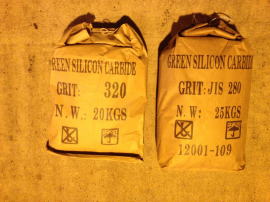 GREEN SILICON CARBIDE
GRIT: 320
N.W: 20KGS
GREEN SILICON CARBIDE
GRIT:JIS 280
N.W: 25KGS
12001-109